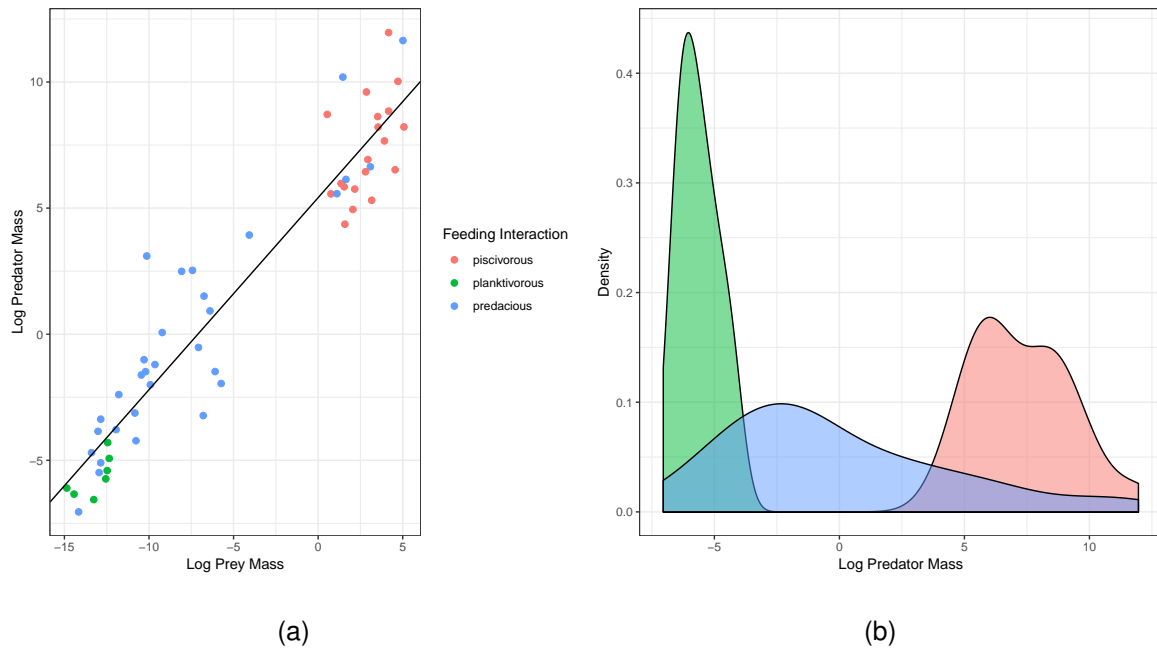 10
5
0
−5
Log Predator Mass
−15
−10
−5
0
5
Log Prey Mass
Feeding Interaction
piscivorous
planktivorous
predacious
0.4
0.3
0.2
0.1
0.0
Density
−5
0
5
10
Log Predator Mass
(a)
(b)